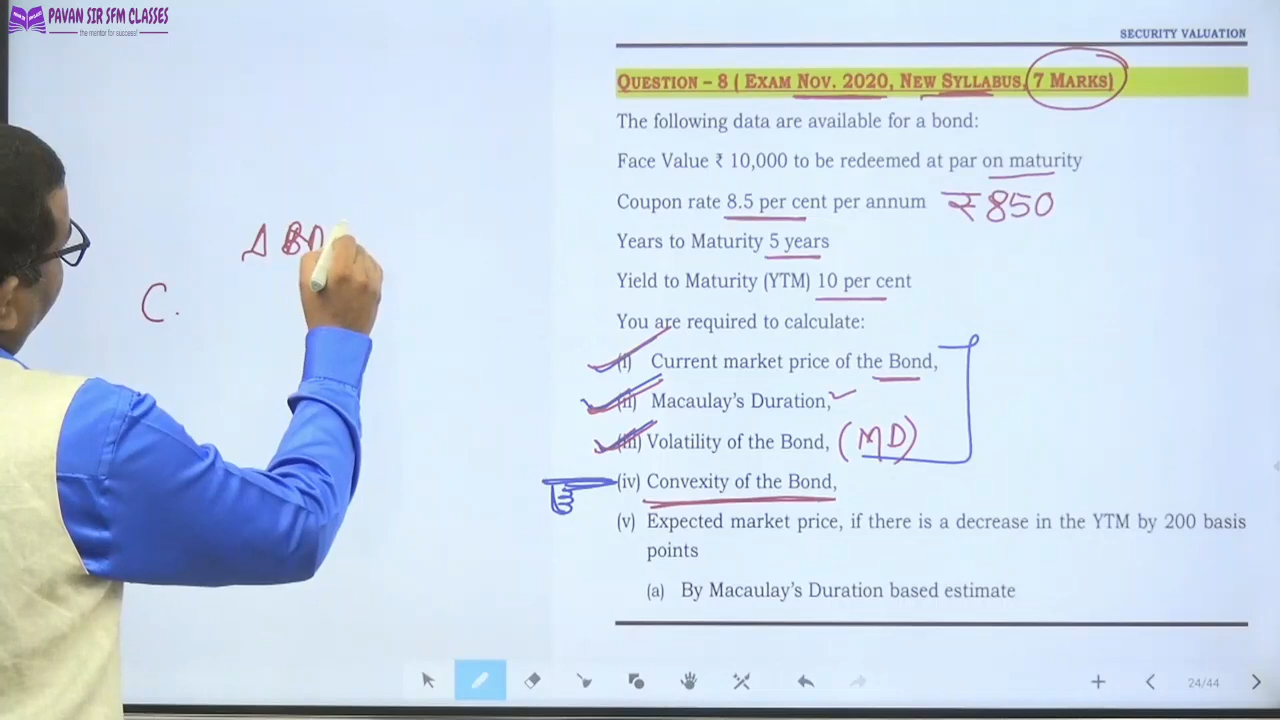 PAVAN SIR SFM CLASSES
the mentor for success!
SECURITY VALUATION
QUESTION – 8 ( EXAM NOV. 2020, NEW SYLLABUS, 7 MARKS)
The following data are available for a bond:
Face Value ₹ 10,000 to be redeemed at par on maturity
Coupon rate 8.5 per cent per annum ₹850
Years to Maturity 5 years
Yield to Maturity (YTM) 10 per cent
You are required to calculate:
(i) Current market price of the Bond,
(ii) Macaulay's Duration,
(iii) Volatility of the Bond, (MD)
(iv) Convexity of the Bond,
(v) Expected market price, if there is a decrease in the YTM by 200 basis
points
(a) By Macaulay's Duration based estimate
C.
24/44